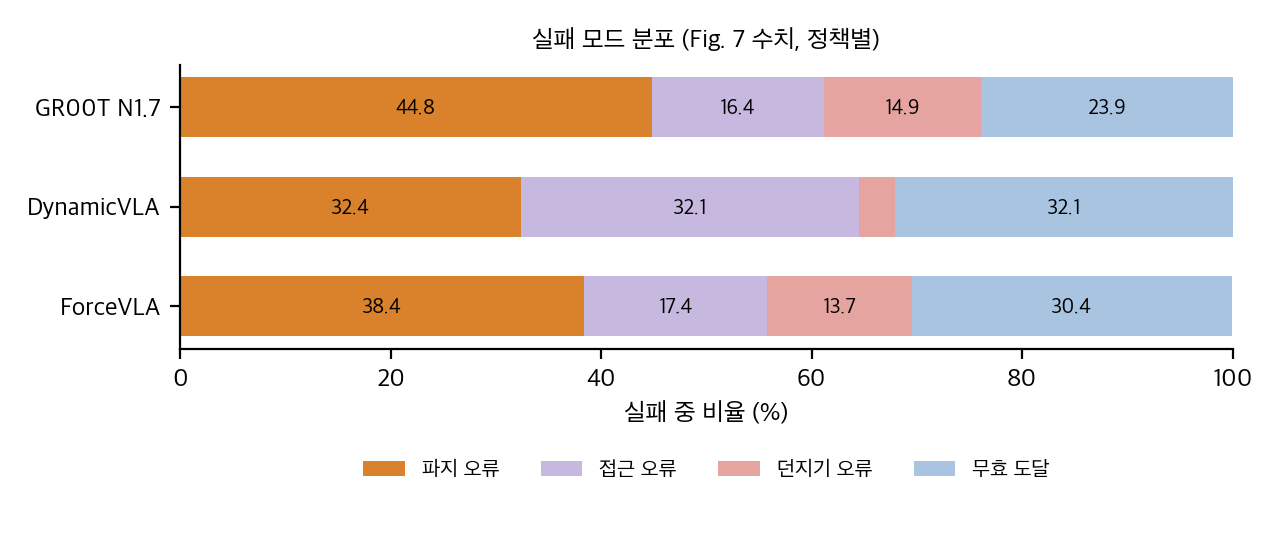 실패 모드 분포 (Fig. 7 수치, 정책별)
GR00T N1.7
44.8 16.4 14.9 23.9
DynamicVLA
32.4 32.1 32.1
ForceVLA
38.4 17.4 13.7 30.4
0 20 40 60 80 100
실패 중 비율 (%)
파지 오류 접근 오류 던지기 오류 무효 도달